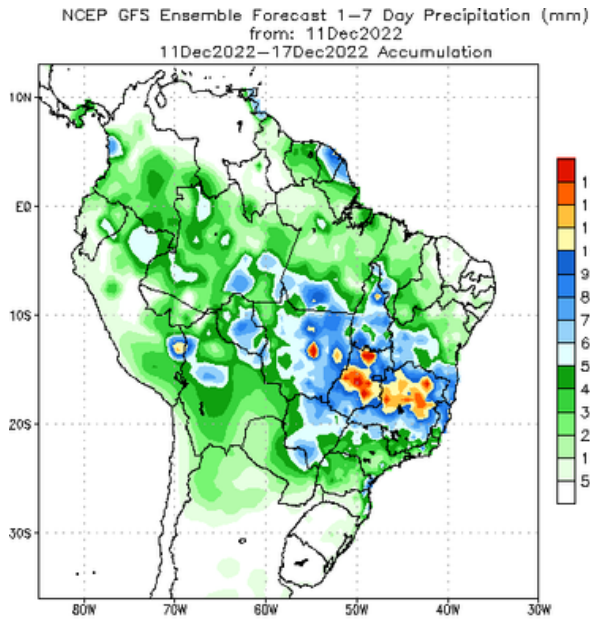 NCEP GFS Ensemble Forecast 1-7 Day Precipitation (mm)
from: 11Dec2022
11Dec2022-17Dec2022 Accumulation
10N
EQ
10S
20S
30S
80W
70W
60W
50W
40W
30W
1
1
1
1
9
8
7
6
5
4
3
2
1
5